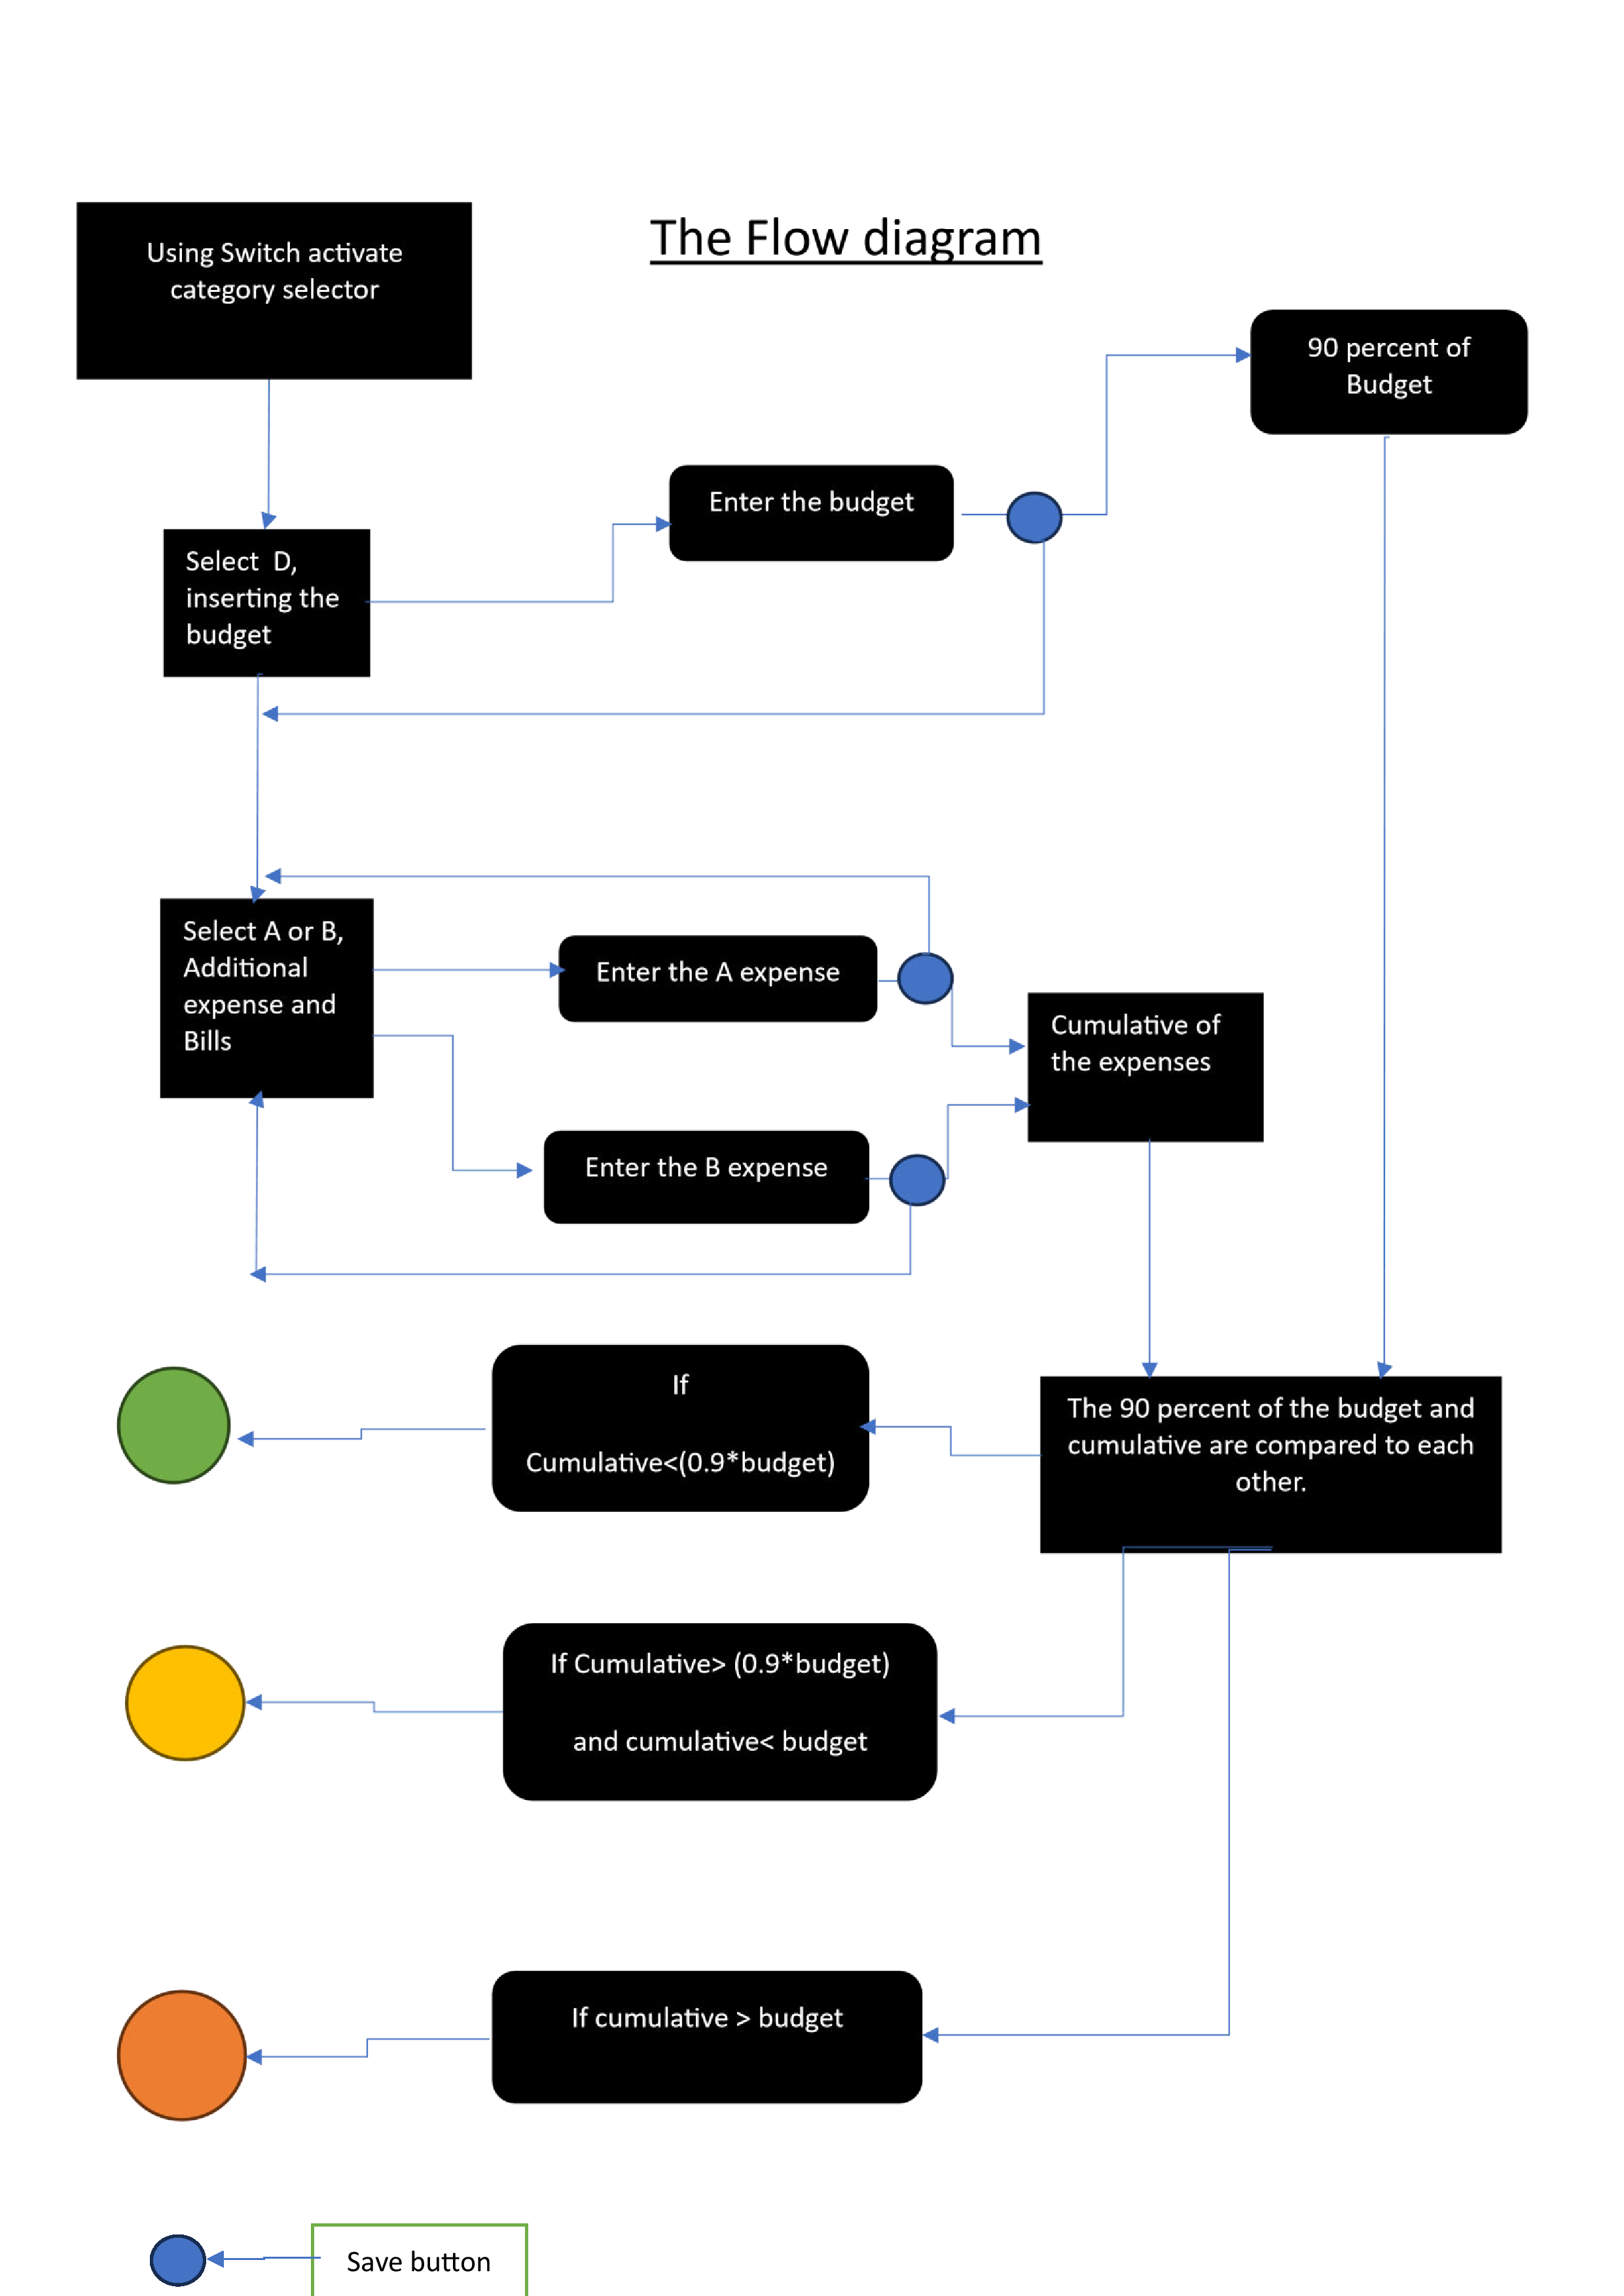 The Flow diagram
Using Switch activate
category selector
90 percent of
Budget
Enter the budget
Select  D,
inserting the
budget
Select A or B,
Additional
expense and
Bills
Enter the A expense
Cumulative of
the expenses
Enter the B expense
If
Cumulative<(0.9*budget)
The 90 percent of the budget and
cumulative are compared to each
other.
If Cumulative> (0.9*budget)
and cumulative< budget
If cumulative > budget
Save button